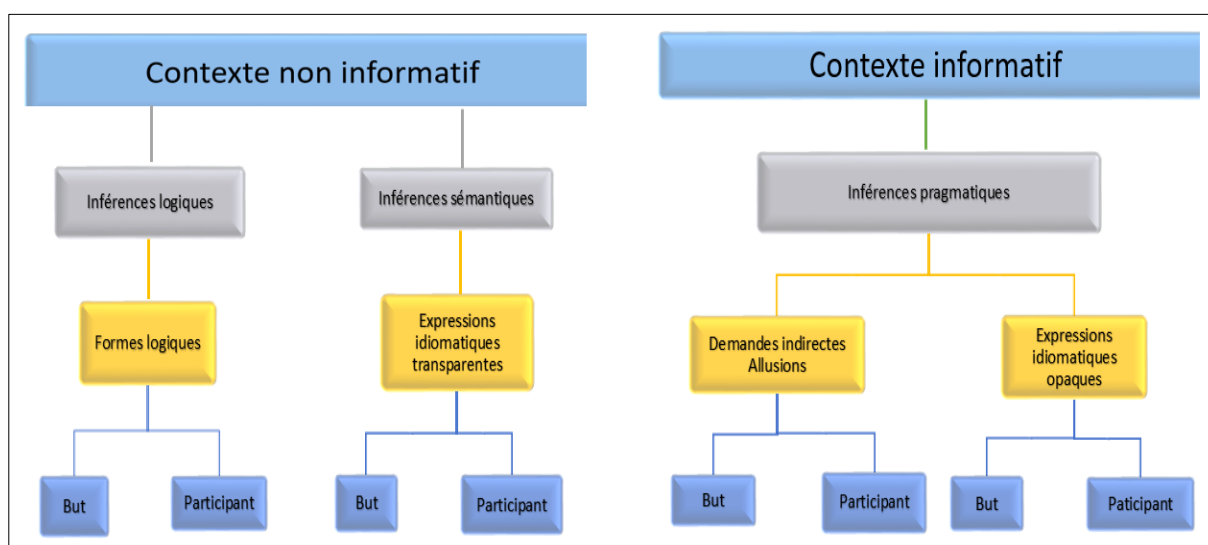 Contexte non informatif
Contexte informatif
Inférences logiques
Inférences sémantiques
Inférences pragmatiques
Formes logiques
Expressions
idiomatiques
transparentes
Demandes indirectes
Allusions
Expressions
idiomatiques
opaques
But
Participant
But
Participant
But
Participant
But
Paticipant